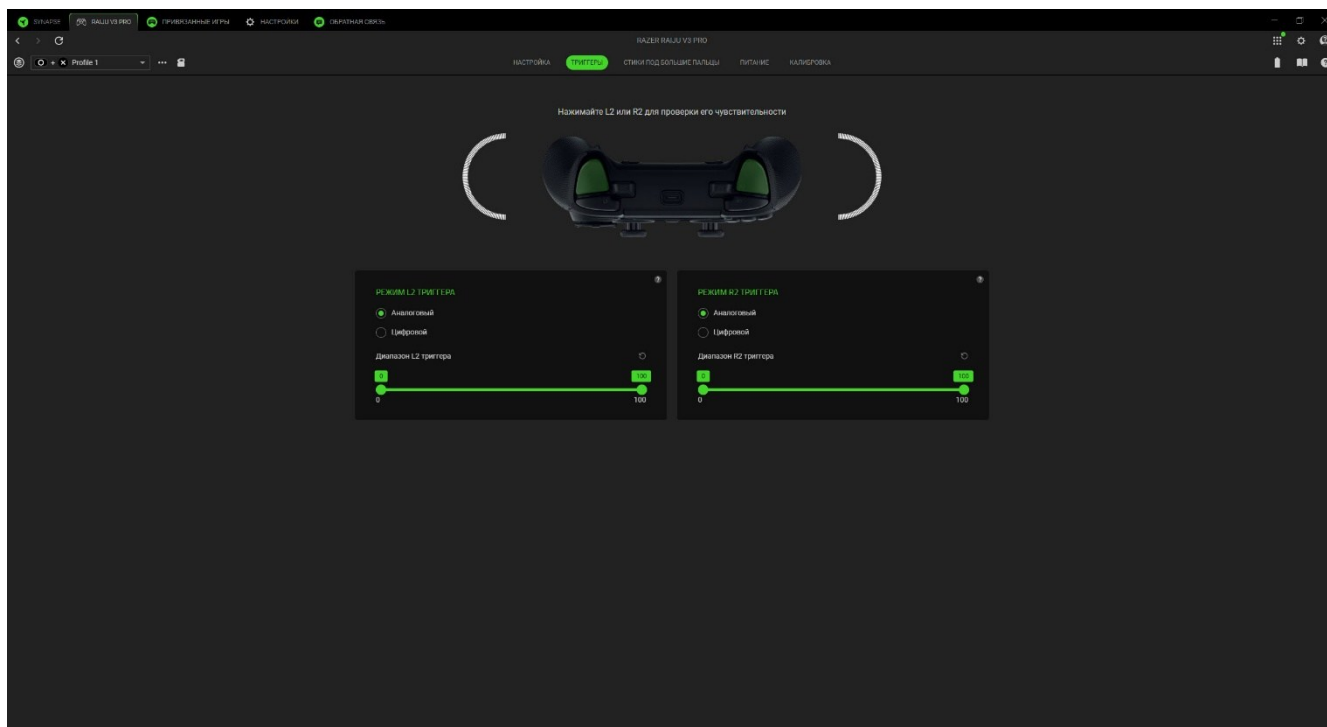 SYNAPSE RAIJU V3 PRO ПРИВЯЗАННЫЕ ИГРЫ НАСТРОЙКИ ОБРАТНАЯ СВЯЗЬ
RAZER RAIJU V3 PRO
Profile 1 НАСТРОЙКА ТРИГГЕРЫ СТИКИ ПОД БОЛЬШИЕ ПАЛЬЦЫ ПИТАНИЕ КАЛИБРОВКА
Нажимайте L2 или R2 для проверки его чувствительности
РЕЖИМ L2 ТРИГГЕРА
Аналоговый
Цифровой
Диапазон L2 триггера
0 100
0 100
РЕЖИМ R2 ТРИГГЕРА
Аналоговый
Цифровой
Диапазон R2 триггера
0 100
0 100